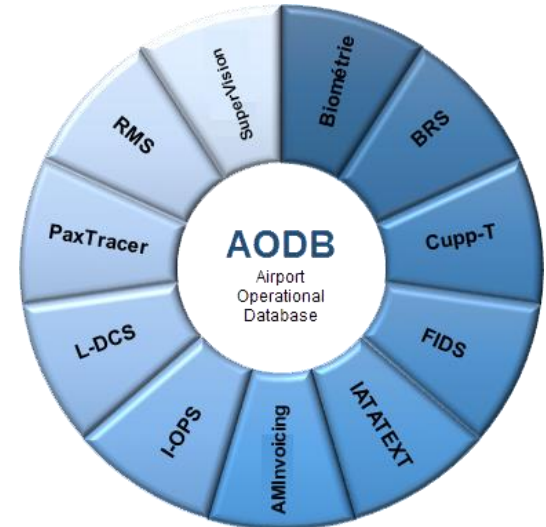 AODB
Airport
Operational
Database
Biométrie
BRS
Cupp-T
FIDS
IATATEXT
AMInvoicing
I-OPS
L-DCS
PaxTracer
RMS
SuperVision